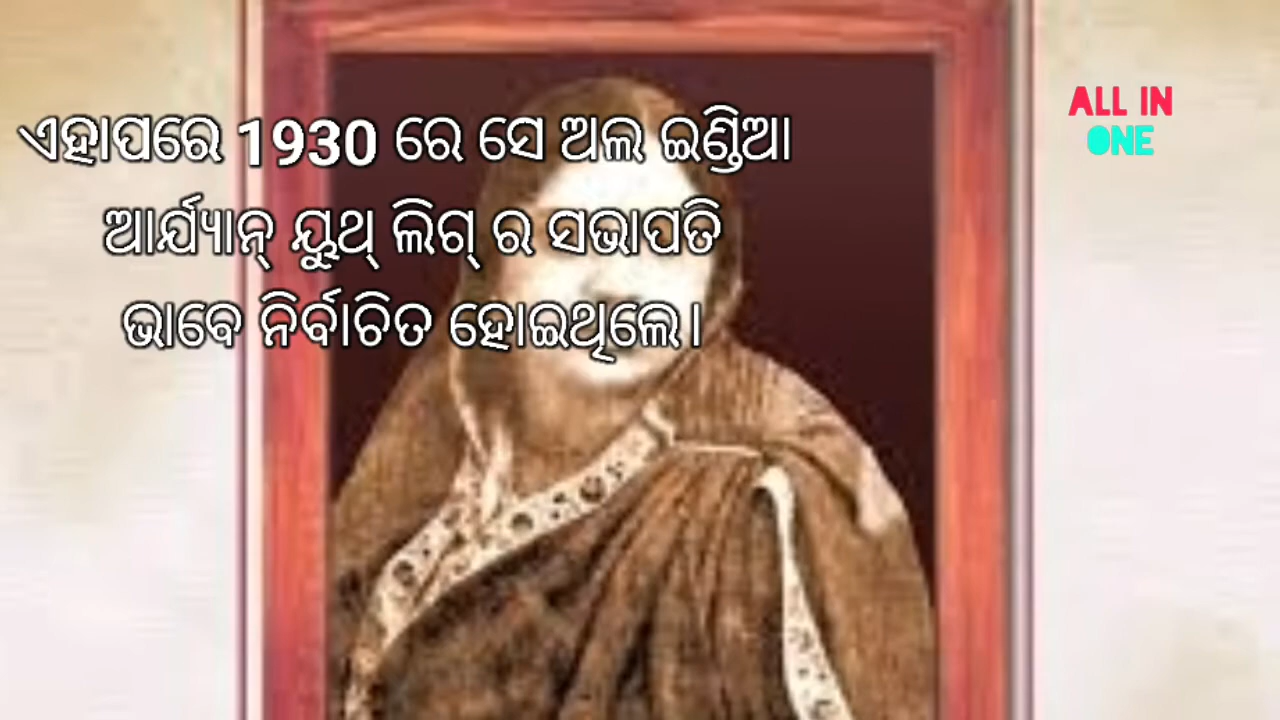 ଏହାପରେ 1930 ରେ ସେ ଅଲ ଇଣ୍ଡିଆ
ଆର୍ଯ୍ୟାନ୍ ୟୁଥ୍ ଲିଗ୍ ର ସଭାପତି
ଭାବେ ନିର୍ବାଚିତ ହୋଇଥିଲେ।
ALL IN
ONE